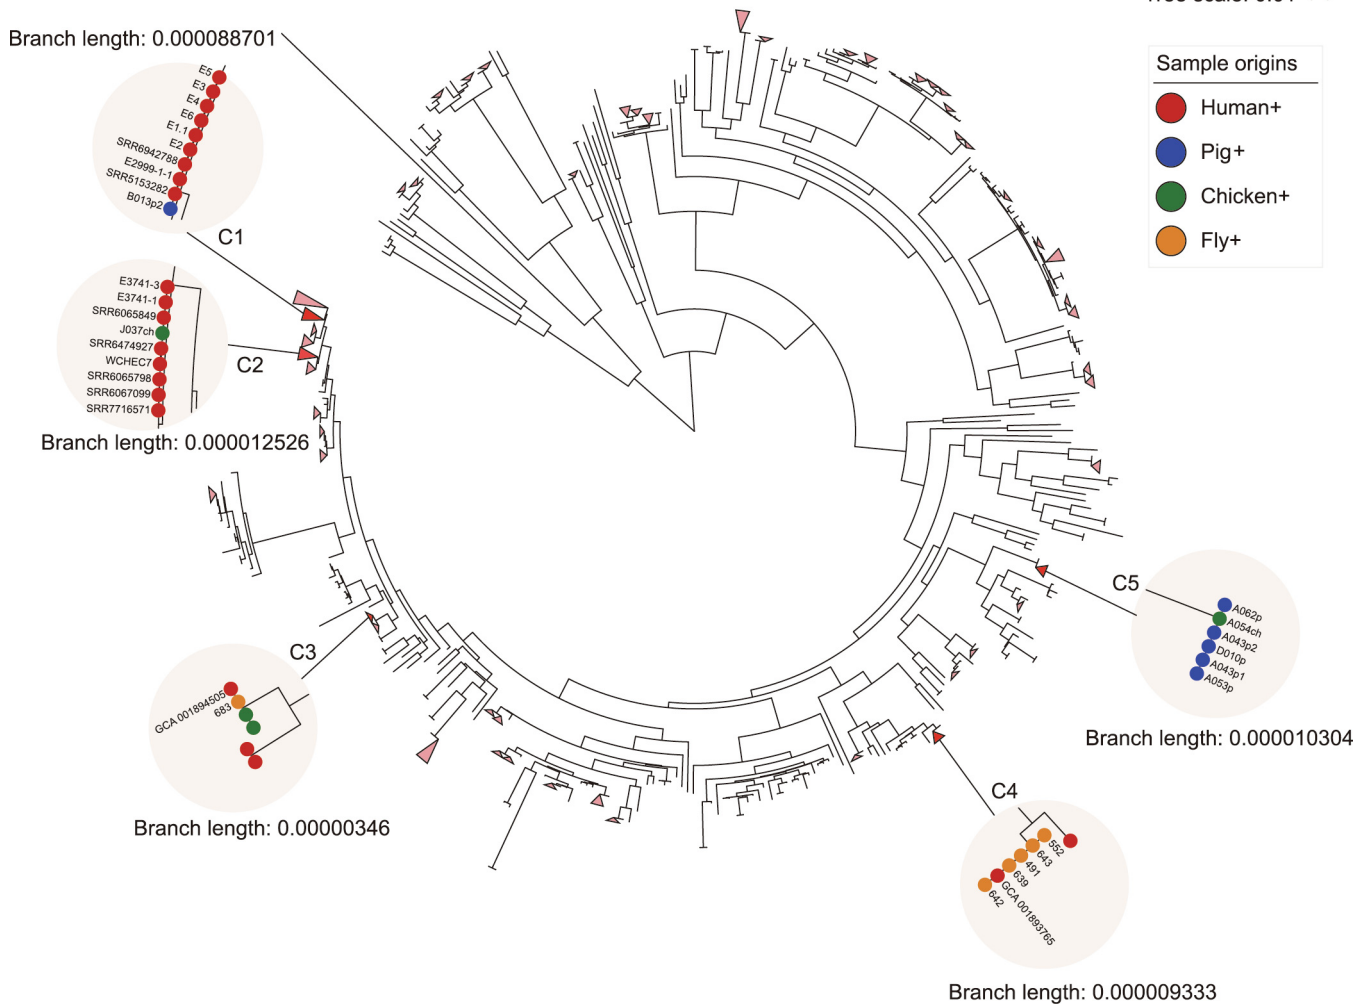 Branch length: 0.000088701
Sample origins
Human+
Pig+
Chicken+
Fly+
E5
E3
E4
E6
E1.1
E2
SRR6942788
E2999-1-1
SRR5153282
B013p2
C1
E3741-3
E3741-1
SRR6065849
J037ch
SRR6474927
WCHEC7
SRR6065798
SRR6067099
SRR7716571
C2
Branch length: 0.000012526
C5
A062p
A054ch
A043p2
D010p
A043p1
A053p
Branch length: 0.000010304
C3
GCA 001894505
683
Branch length: 0.00000346
C4
552
643
491
639
GCA 001893765
642
Branch length: 0.000009333